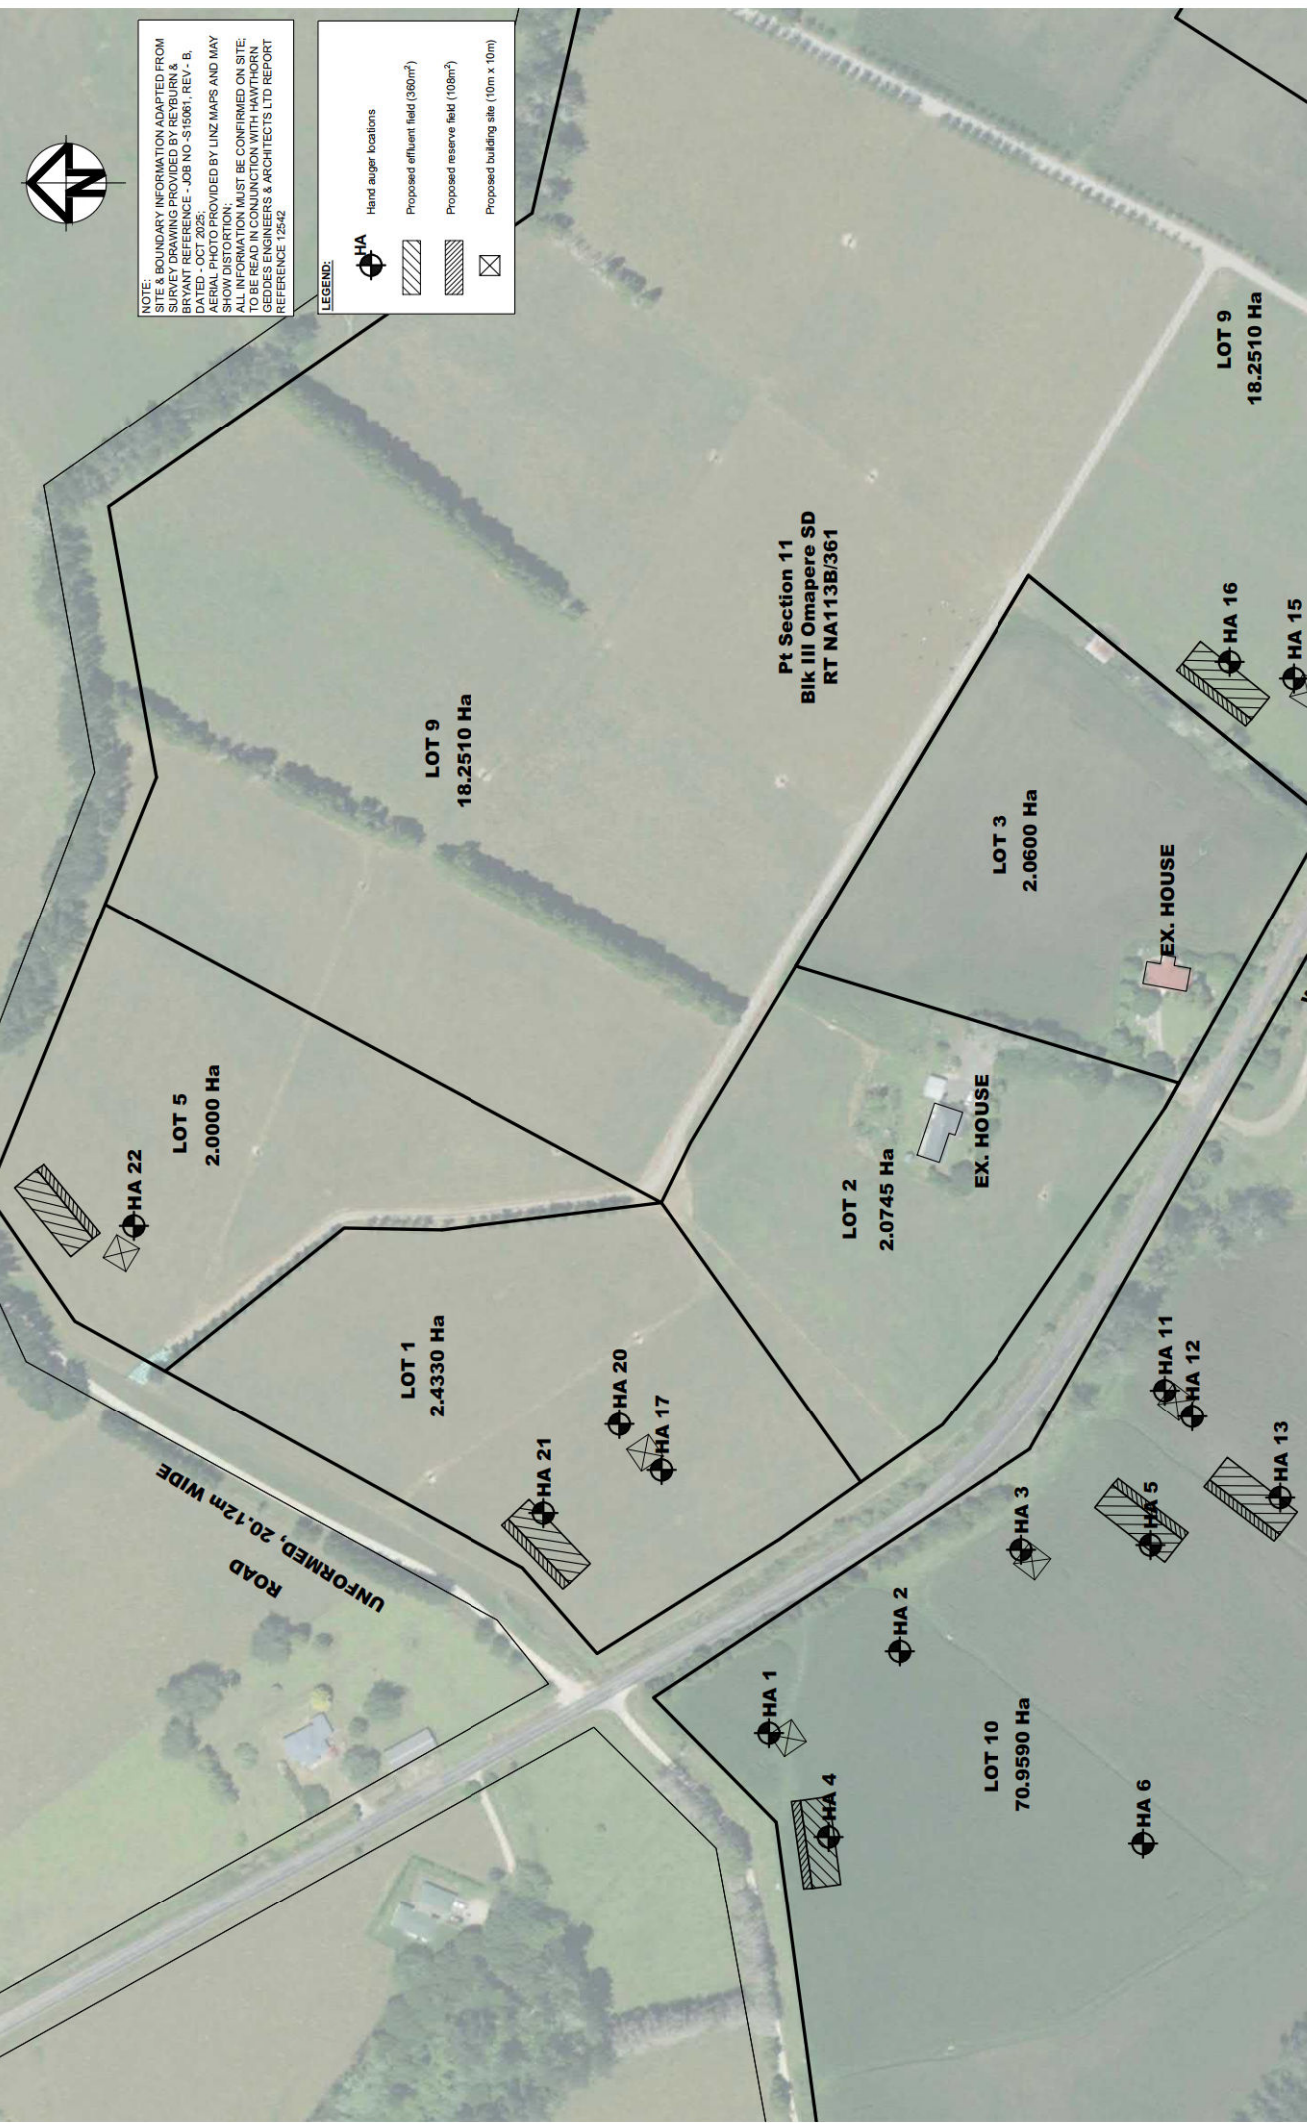 N
NOTE:
SITE & BOUNDARY INFORMATION ADAPTED FROM
SURVEY DRAWING PROVIDED BY REYBURN &
BRYANT REFERENCE - JOB NO -S15061, REV - B,
DATED - OCT 2025;
AERIAL PHOTO PROVIDED BY LINZ MAPS AND MAY
SHOW DISTORTION;
ALL INFORMATION MUST BE CONFIRMED ON SITE;
TO BE READ IN CONJUNCTION WITH HAWTHORN
GEDDES ENGINEERS & ARCHITECTS LTD REPORT
REFERENCE 12542
LEGEND:
HA
Hand auger locations
Proposed effluent field (360m²)
Proposed reserve field (108m²)
Proposed building site (10m x 10m)
LOT 5
2.0000 Ha
HA 22
LOT 9
18.2510 Ha
LOT 1
2.4330 Ha
HA 20
HA 17
HA 21
UNFORMED, 20.12m WIDE
ROAD
Pt Section 11
Blk III Omapere SD
RT NA113B/361
LOT 9
18.2510 Ha
LOT 3
2.0600 Ha
EX. HOUSE
LOT 2
2.0745 Ha
EX. HOUSE
HA 16
HA 15
HA 11
HA 12
HA 13
HA 3
HA 5
HA 2
HA 1
HA 4
LOT 10
70.9590 Ha
HA 6